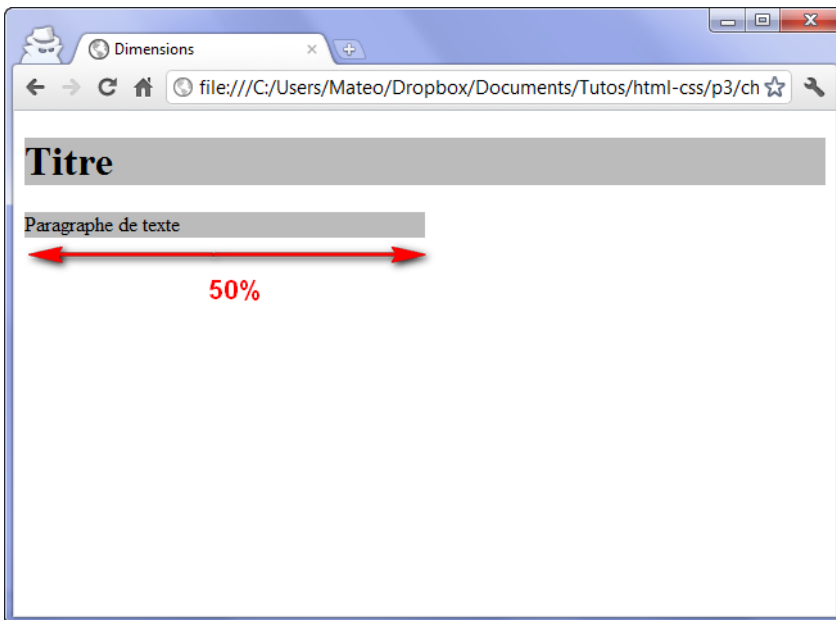 Dimensions
file:///C:/Users/Mateo/Dropbox/Documents/Tutos/html-css/p3/ch
Titre
Paragraphe de texte
50%